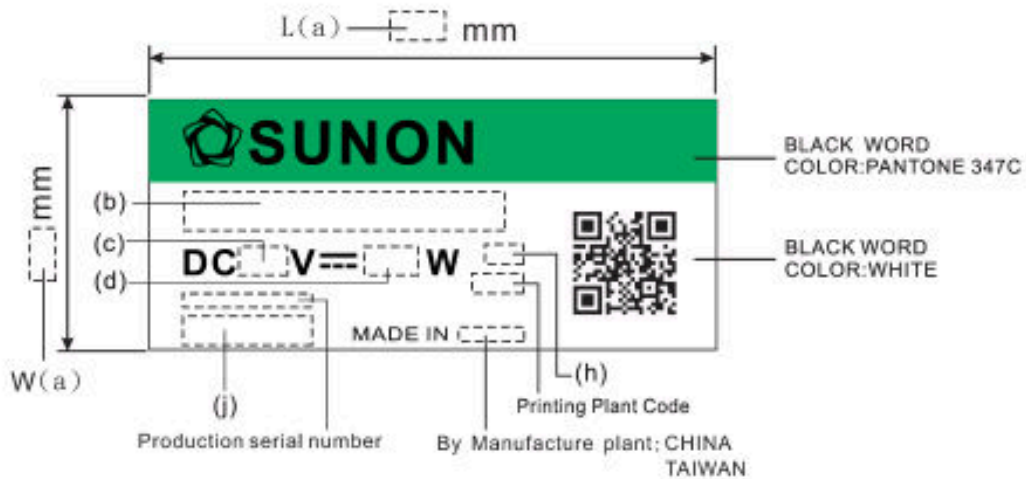 L(a) mm
SUNON
BLACK WORD
COLOR:PANTONE 347C
mm
(b)
(c)
DC V W
(d)
BLACK WORD
COLOR:WHITE
MADE IN
W(a)
(j)
(h)
Printing Plant Code
Production serial number
By Manufacture plant; CHINA
TAIWAN